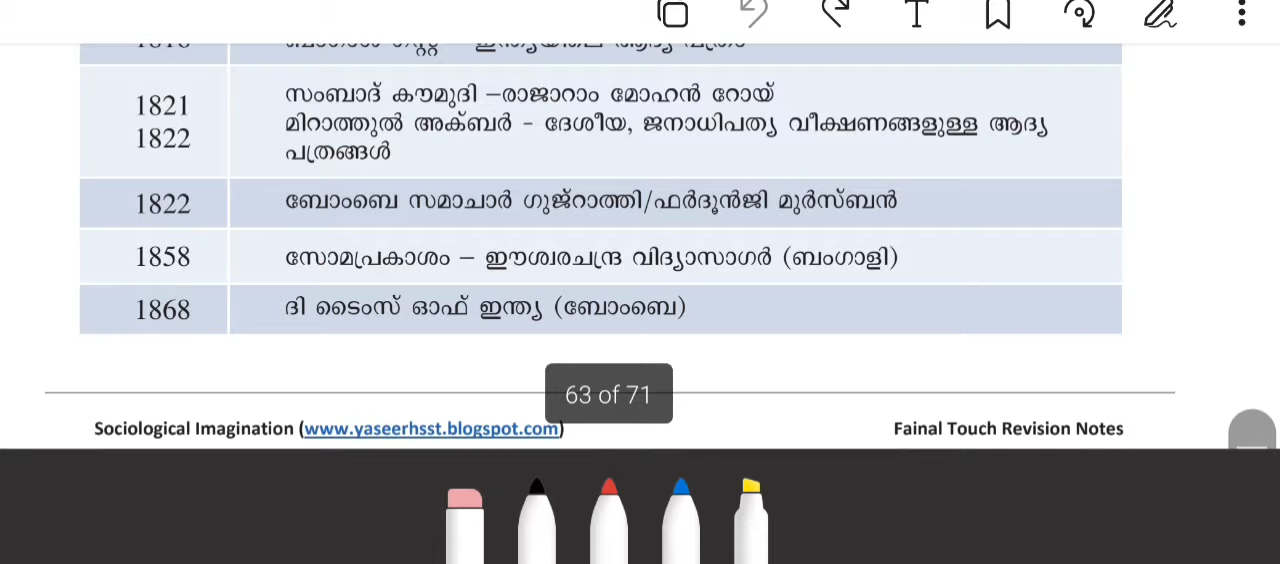 1821
1822
സംബാദ് കൗമുദി –രാജാറാം മോഹൻ റോയ്
മിറാത്തുൽ അക്ബർ - ദേശീയ, ജനാധിപത്യ വീക്ഷണങ്ങളുള്ള ആദ്യ
പത്രങ്ങൾ
1822 ബോംബെ സമാചാർ ഗുജ്റാത്തി/ഫർദൂൻജി മുർസ്ബൻ
1858 സോമപ്രകാശം – ഈശ്വരചന്ദ്ര വിദ്യാസാഗർ (ബംഗാളി)
1868 ദി ടൈംസ് ഓഫ് ഇന്ത്യ (ബോംബെ)
63 of 71
Sociological Imagination (www.yaseerhsst.blogspot.com) Fainal Touch Revision Notes